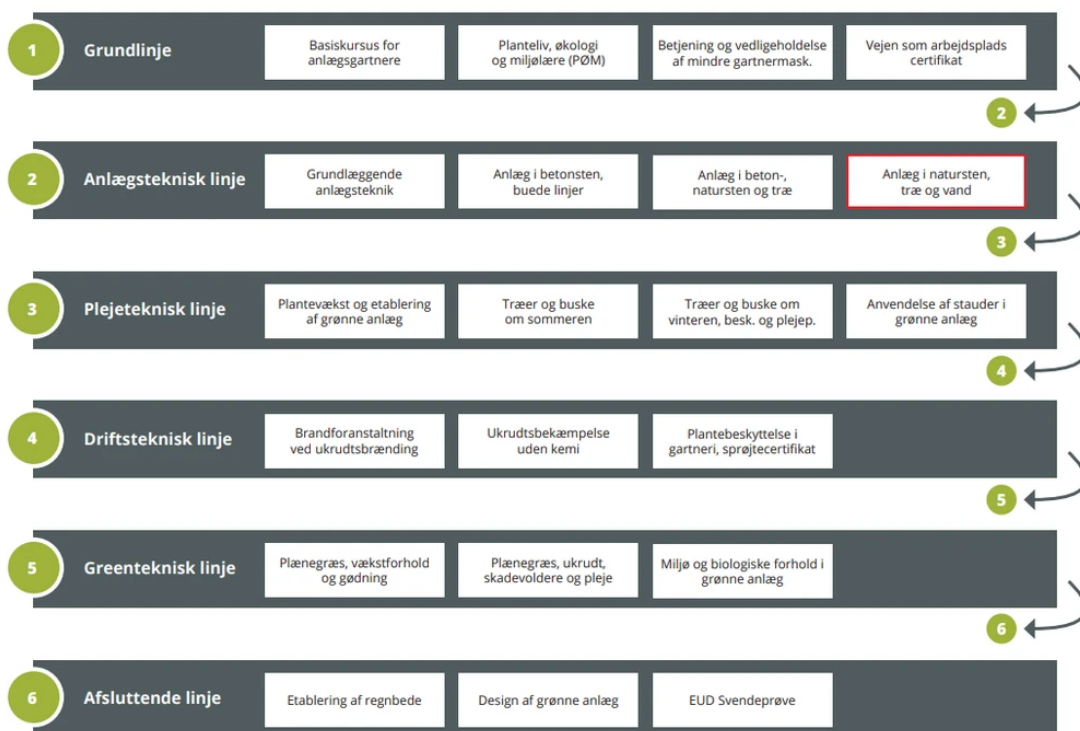 1
Grundlinje
Basiskursus for
anlægsgartnere
Planteliv, økologi
og miljølære (PØM)
Betjening og vedligeholdelse
af mindre gartnermask.
Vejen som arbejdsplads
certifikat
2
2
Anlægsteknisk linje
Grundlæggende
anlægsteknik
Anlæg i betonsten,
buede linjer
Anlæg i beton-,
natursten og træ
Anlæg i natursten,
træ og vand
3
3
Plejeteknisk linje
Plantevækst og etablering
af grønne anlæg
Træer og buske
om sommeren
Træer og buske om
vinteren, besk. og plejep.
Anvendelse af stauder i
grønne anlæg
4
4
Driftsteknisk linje
Brandforanstaltning
ved ukrudtsbrænding
Ukrudtsbekæmpelse
uden kemi
Plantebeskyttelse i
gartneri, sprøjtecertifikat
5
5
Greenteknisk linje
Plænegræs, vækstforhold
og gødning
Plænegræs, ukrudt,
skadevoldere og pleje
Miljø og biologiske forhold i
grønne anlæg
6
6
Afsluttende linje
Etablering af regnbede
Design af grønne anlæg
EUD Svendeprøve